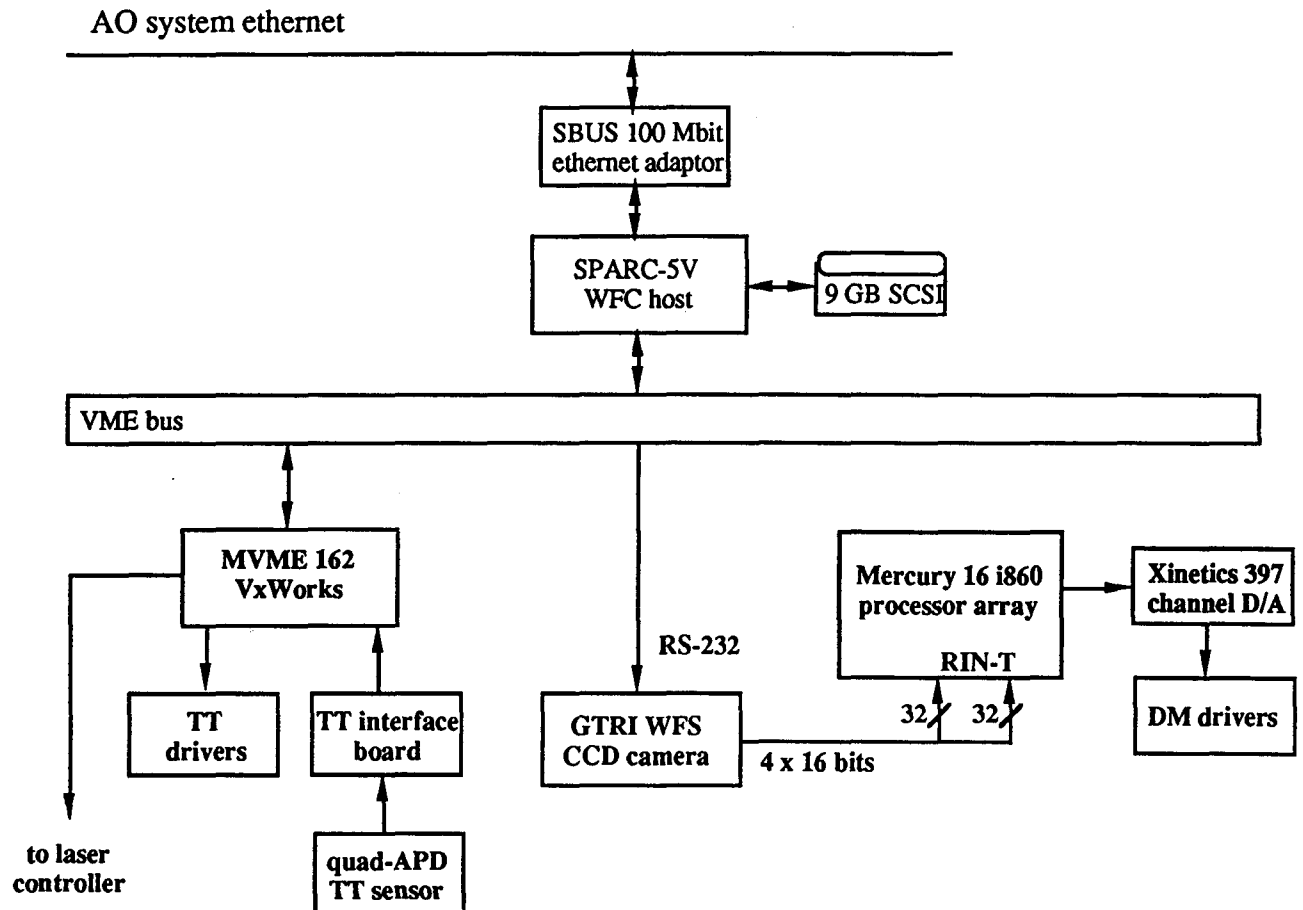 AO system ethernet
SBUS 100 Mbit
ethernet adaptor
SPARC-5V
WFC host
9 GB SCSI
VME bus
MVME 162
VxWorks
Mercury 16 i860
processor array
RIN-T
Xinetics 397
channel D/A
RS-232
TT
drivers
TT interface
board
GTRI WFS
CCD camera
32
32
4 x 16 bits
DM drivers
to laser
controller
quad-APD
TT sensor